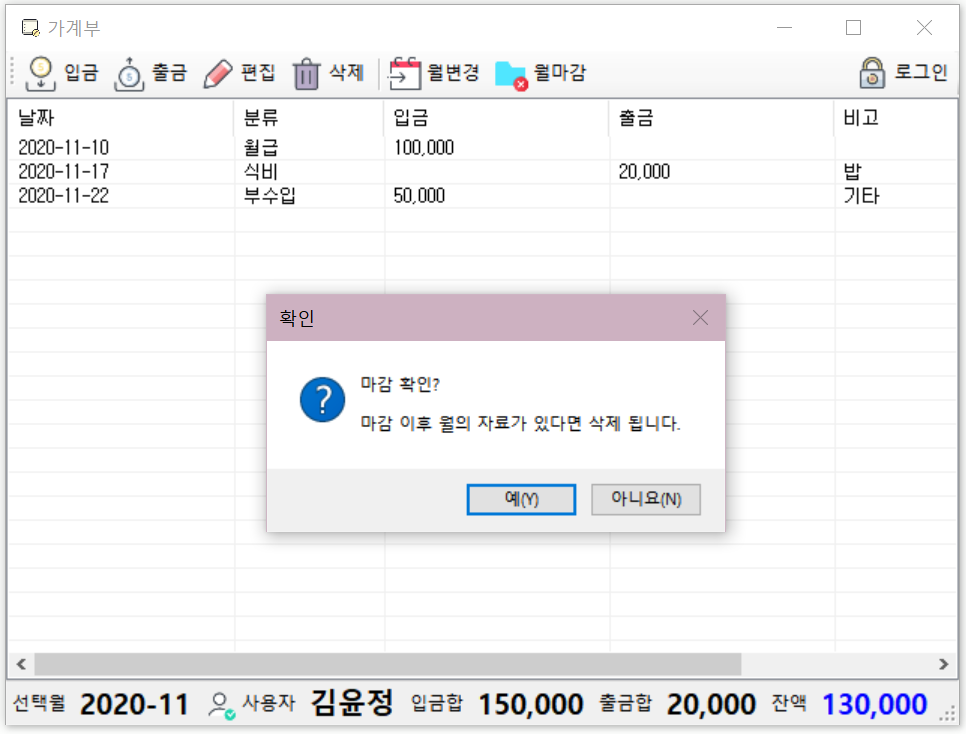 가계부
입금 출금 편집 삭제 월변경 월마감 로그인
날짜 분류 입금 출금 비고
2020-11-10 월급 100,000
2020-11-17 식비 20,000 밥
2020-11-22 부수입 50,000 기타
확인
마감 확인?
마감 이후 월의 자료가 있다면 삭제 됩니다.
예(Y) 아니요(N)
선택월 2020-11 사용자 김윤정 입금합 150,000 출금합 20,000 잔액 130,000